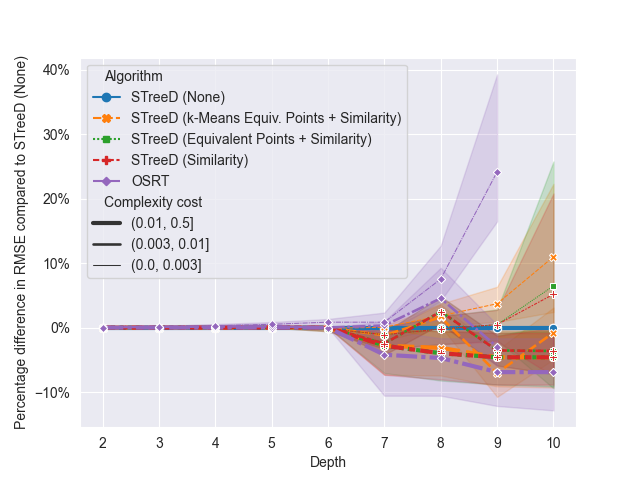 Percentage difference in RMSE compared to STreeD (None)
40%
30%
20%
10%
0%
−10%
Algorithm
STreeD (None)
STreeD (k-Means Equiv. Points + Similarity)
STreeD (Equivalent Points + Similarity)
STreeD (Similarity)
OSRT
Complexity cost
(0.01, 0.5]
(0.003, 0.01]
(0.0, 0.003]
2 3 4 5 6 7 8 9 10
Depth